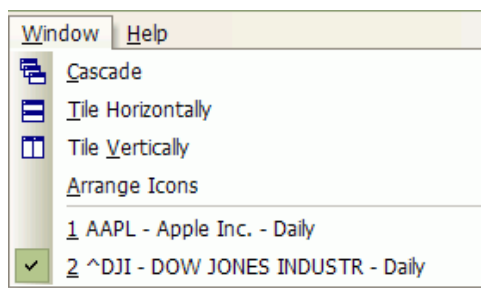 Window Help
Cascade
Tile Horizontally
Tile Vertically
Arrange Icons
1 AAPL - Apple Inc. - Daily
2 ^DJI - DOW JONES INDUSTR - Daily